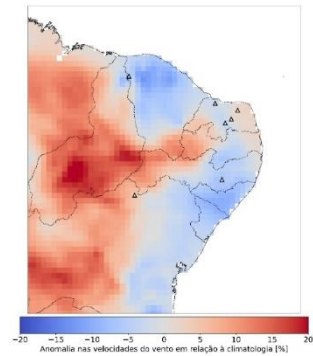 −20 −15 −10 −5 0 5 10 15 20
Anomalia nas velocidades do vento em relação à climatologia [%]